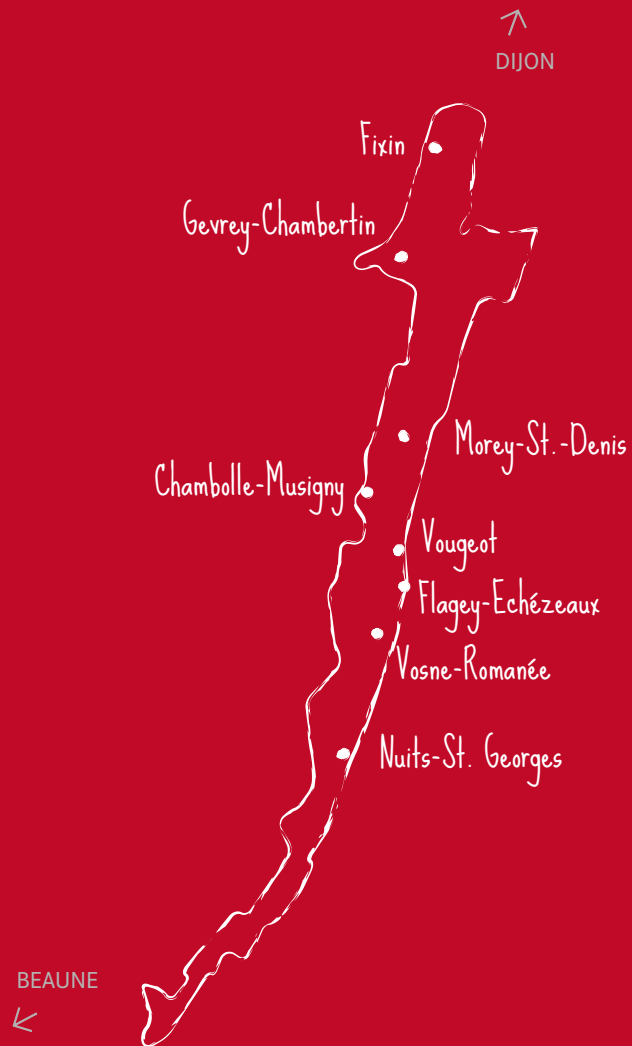 DIJON
Fixin
Gevrey-Chambertin
Morey-St.-Denis
Chambolle-Musigny
Vougeot
Flagey-Echézeaux
Vosne-Romanée
Nuits-St. Georges
BEAUNE